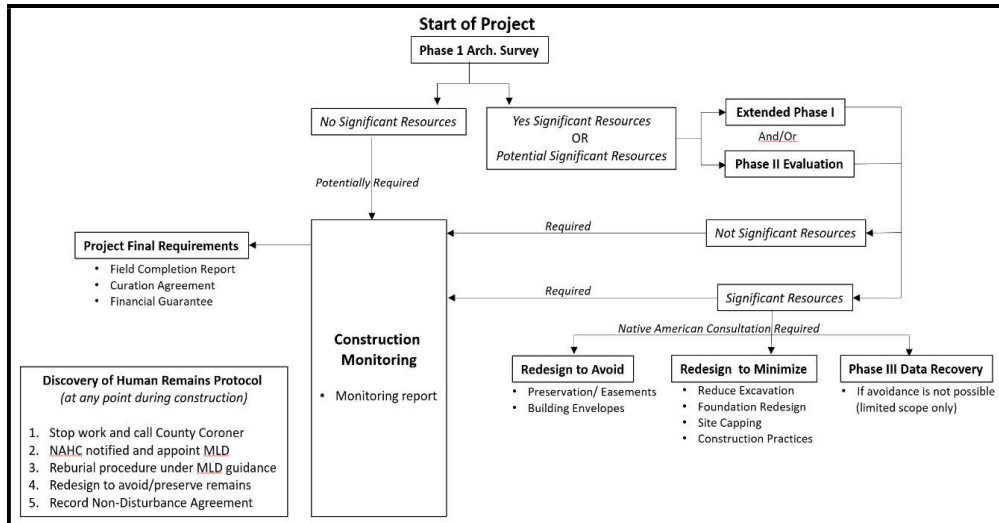 Start of Project
Phase 1 Arch. Survey
No Significant Resources
Yes Significant Resources
OR
Potential Significant Resources
Extended Phase I
And/Or
Phase II Evaluation
Potentially Required
Project Final Requirements
• Field Completion Report
• Curation Agreement
• Financial Guarantee
Required
Not Significant Resources
Required
Significant Resources
Native American Consultation Required
Construction
Monitoring
• Monitoring report
Redesign to Avoid
• Preservation/ Easements
• Building Envelopes
Redesign to Minimize
• Reduce Excavation
• Foundation Redesign
• Site Capping
• Construction Practices
Phase III Data Recovery
• If avoidance is not possible
(limited scope only)
Discovery of Human Remains Protocol
(at any point during construction)
1. Stop work and call County Coroner
2. NAHC notified and appoint MLD
3. Reburial procedure under MLD guidance
4. Redesign to avoid/preserve remains
5. Record Non-Disturbance Agreement